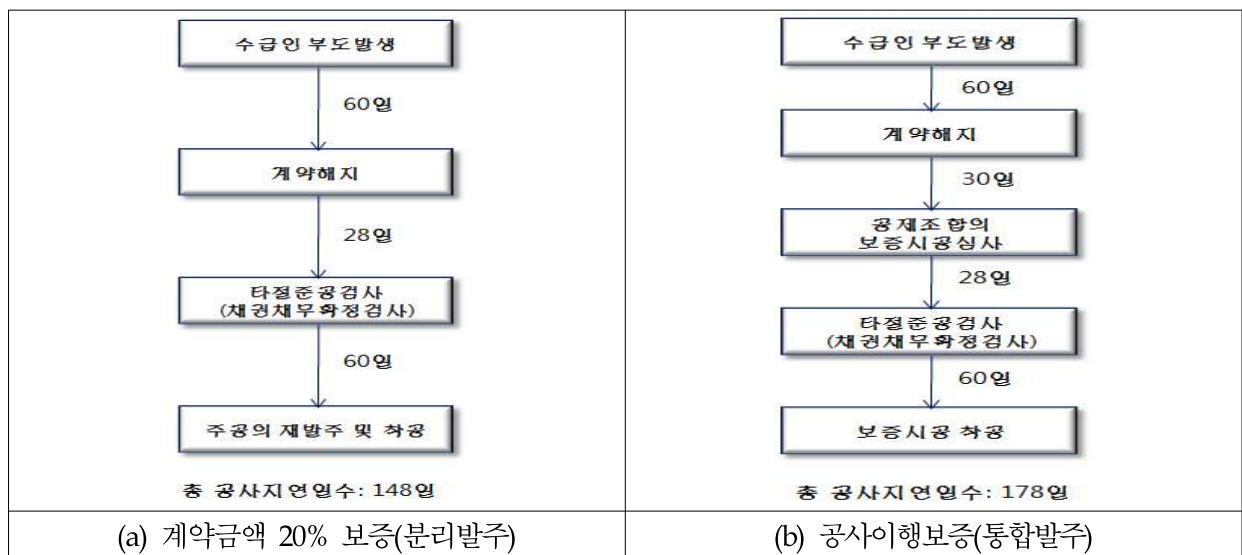 수급인 부도발생
60일
계약해지
28일
타절준공검사
(채권채무확정검사)
60일
주공의 재발주 및 착공
총 공사지연일수: 148일
(a) 계약금액 20% 보증(분리발주)
수급인 부도발생
60일
계약해지
30일
공제조합의
보증시공심사
28일
타절준공검사
(채권채무확정검사)
60일
보증시공 착공
총 공사지연일수: 178일
(b) 공사이행보증(통합발주)